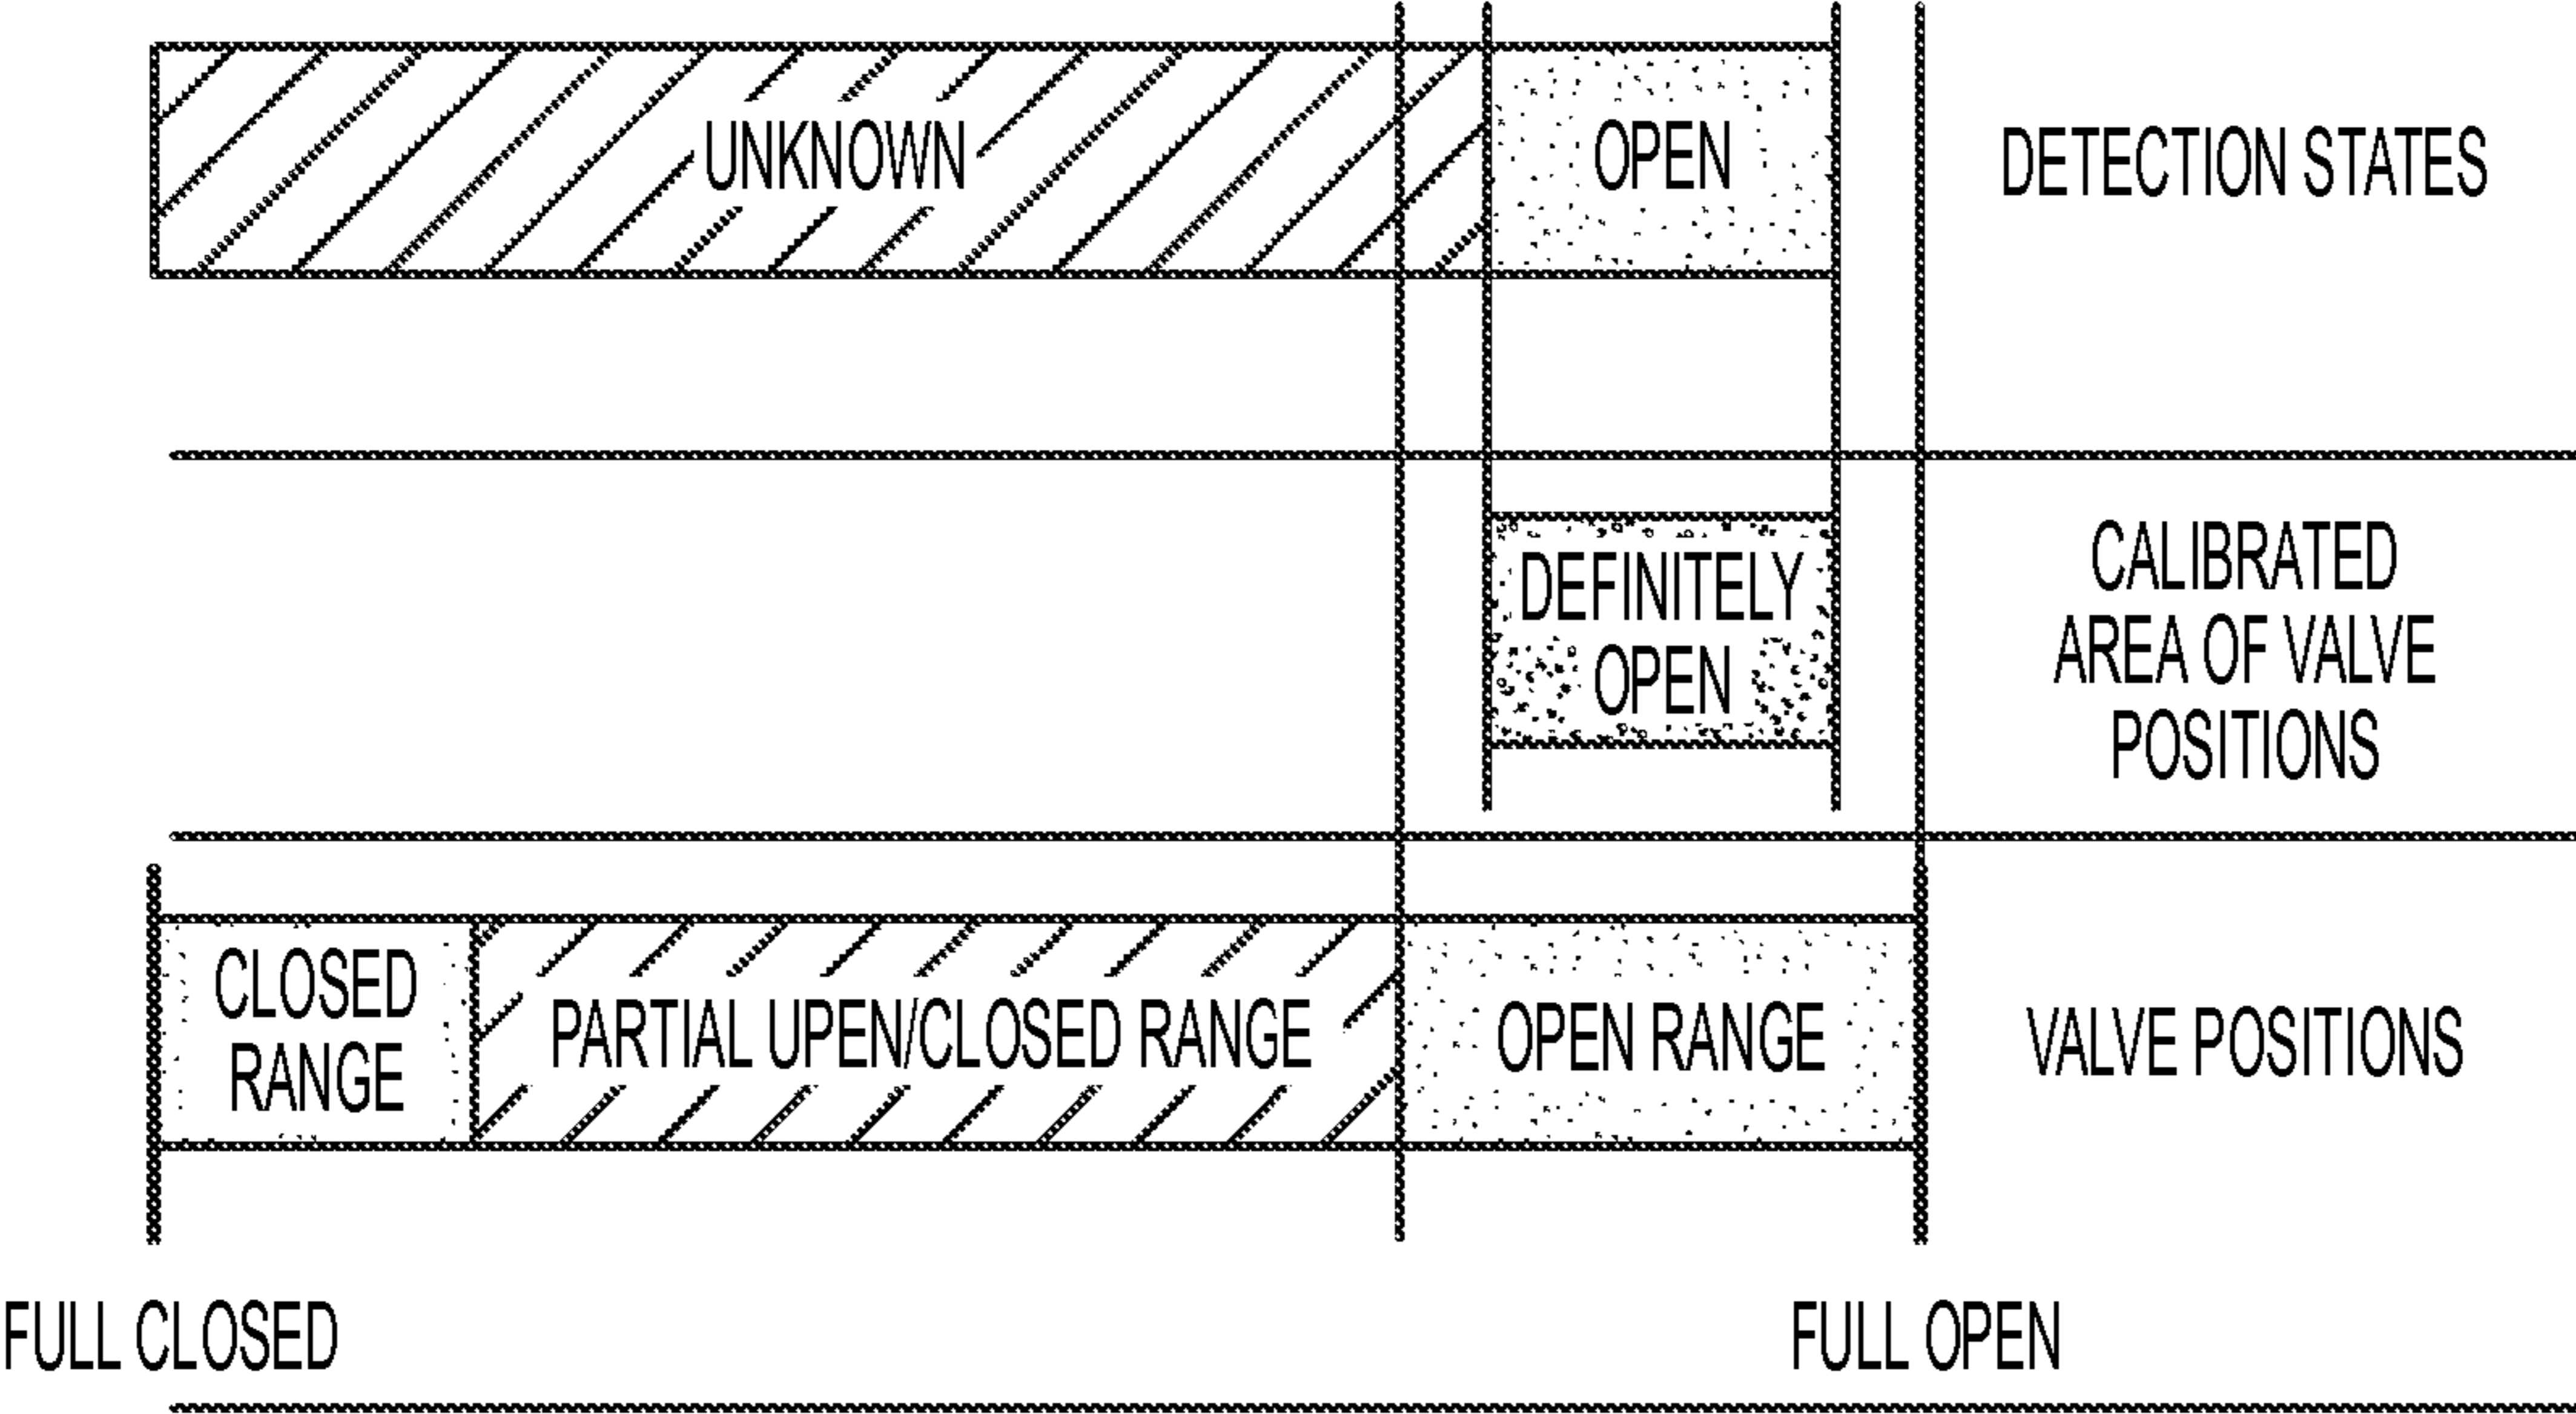 UNKNOWN
OPEN
DETECTION STATES
DEFINITELY
OPEN
CALIBRATED
AREA OF VALVE
POSITIONS
CLOSED
RANGE
PARTIAL UPEN/CLOSED RANGE
OPEN RANGE
VALVE POSITIONS
FULL CLOSED
FULL OPEN